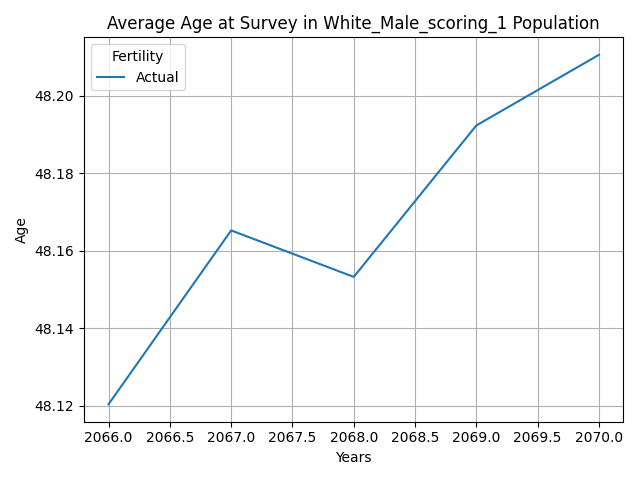 Average Age at Survey in White_Male_scoring_1 Population
Fertility
Actual
48.20
48.18
48.16
48.14
48.12
Age
2066.0 2066.5 2067.0 2067.5 2068.0 2068.5 2069.0 2069.5 2070.0
Years